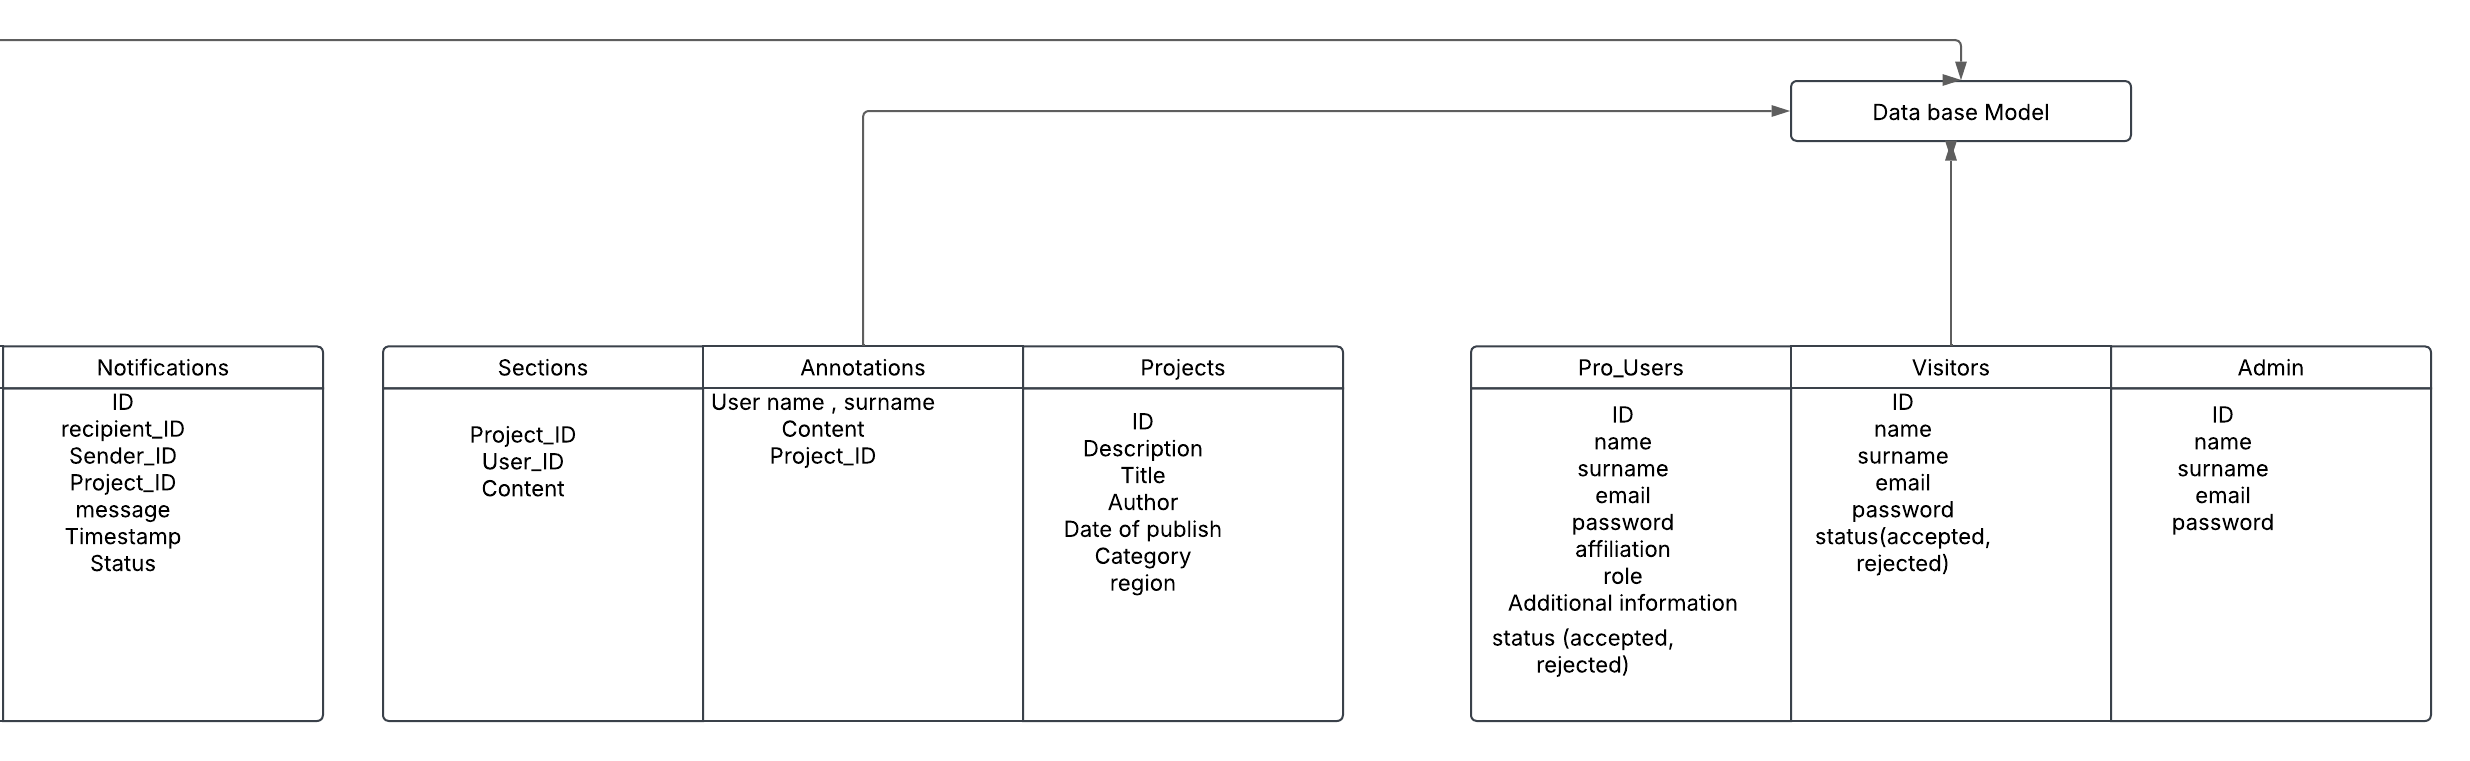 Data base Model
Notifications
ID
recipient_ID
Sender_ID
Project_ID
message
Timestamp
Status
Sections
Project_ID
User_ID
Content
Annotations
User name , surname
Content
Project_ID
Projects
ID
Description
Title
Author
Date of publish
Category
region
Pro_Users
ID
name
surname
email
password
affiliation
role
Additional information
status (accepted,
rejected)
Visitors
ID
name
surname
email
password
status(accepted,
rejected)
Admin
ID
name
surname
email
password